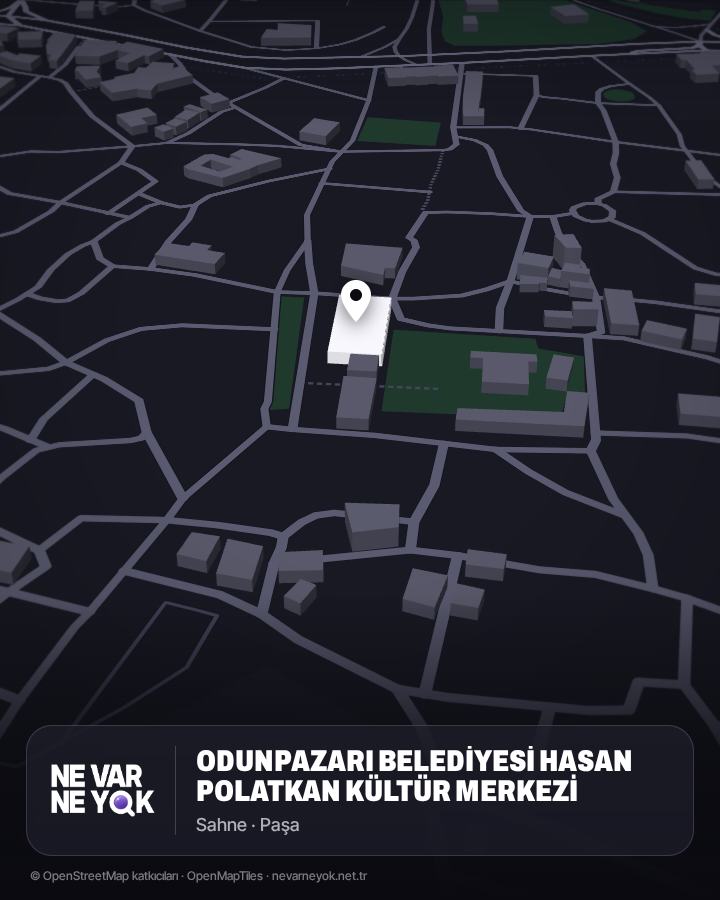 NE VAR
NE YOK
ODUNPAZARI BELEDİYESİ HASAN
POLATKAN KÜLTÜR MERKEZİ
Sahne · Paşa
© OpenStreetMap katkıcıları · OpenMapTiles · nevarneyok.net.tr